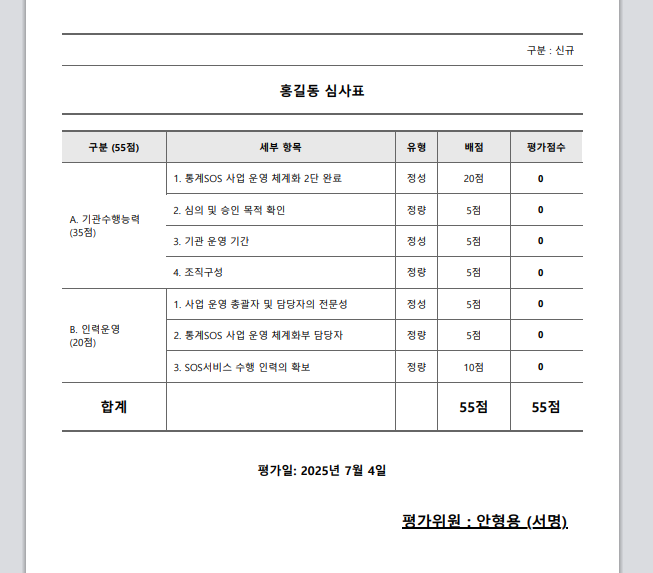 구분 : 신규
홍길동 심사표
구분 (55점) 세부 항목 유형 배점 평가점수
A. 기관수행능력
(35점)
1. 통계SOS 사업 운영 체계화 2단 완료 정성 20점 0
2. 심의 및 승인 목적 확인 정량 5점 0
3. 기관 운영 기간 정성 5점 0
4. 조직구성 정량 5점 0
B. 인력운영
(20점)
1. 사업 운영 총괄자 및 담당자의 전문성 정성 5점 0
2. 통계SOS 사업 운영 체계화부 담당자 정량 5점 0
3. SOS서비스 수행 인력의 확보 정량 10점 0
합계 55점 55점
평가일: 2025년 7월 4일
평가위원 : 안형용 (서명)